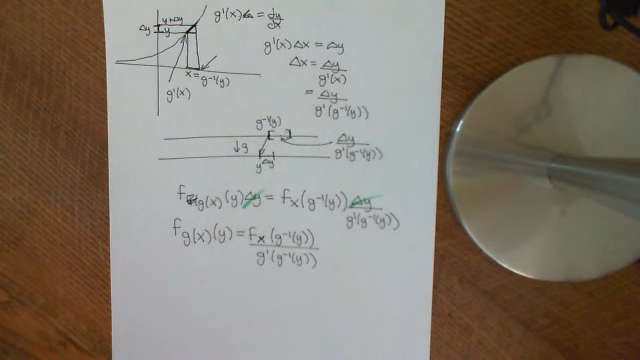 y+Δy
Δy
y
x = g⁻¹(y)
g'(x)
g'(x) = dy/dx
g'(x)Δx = Δy
Δx = Δy/g'(x)
= Δy/g'(g⁻¹(y))
g⁻¹(y)
↓g
Δy/g'(g⁻¹(y))
y Δy
f_g(x)(y)Δy = f_x(g⁻¹(y)) Δy/g'(g⁻¹(y))
f_g(x)(y) = f_x(g⁻¹(y))/g'(g⁻¹(y))